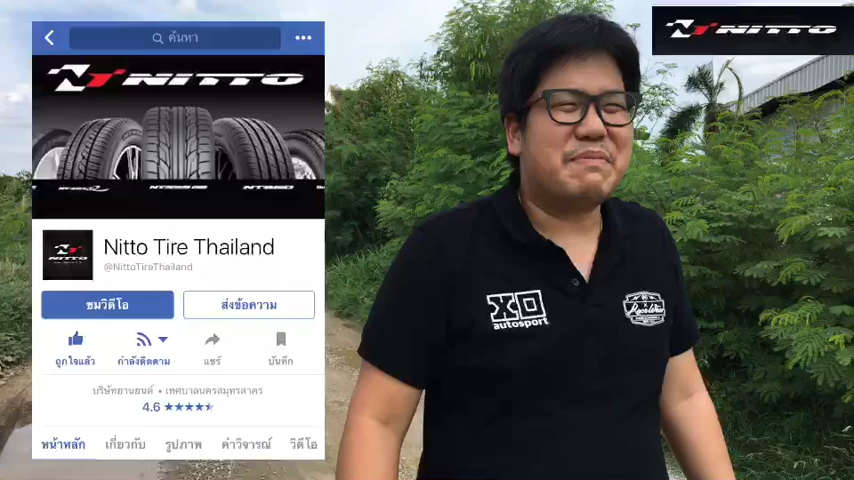 ค้นหา
NITTO
NITTO
NT850
Nitto Tire Thailand
@NittoTireThailand
NITTO
ชมวิดีโอ
ส่งข้อความ
ถูกใจแล้ว
กำลังติดตาม
แชร์
บันทึก
บริษัทยานยนต์ • เทศบาลนครสมุทรสาคร
4.6
หน้าหลัก
เกี่ยวกับ
รูปภาพ
คำวิจารณ์
วิดีโอ
XO
autosport